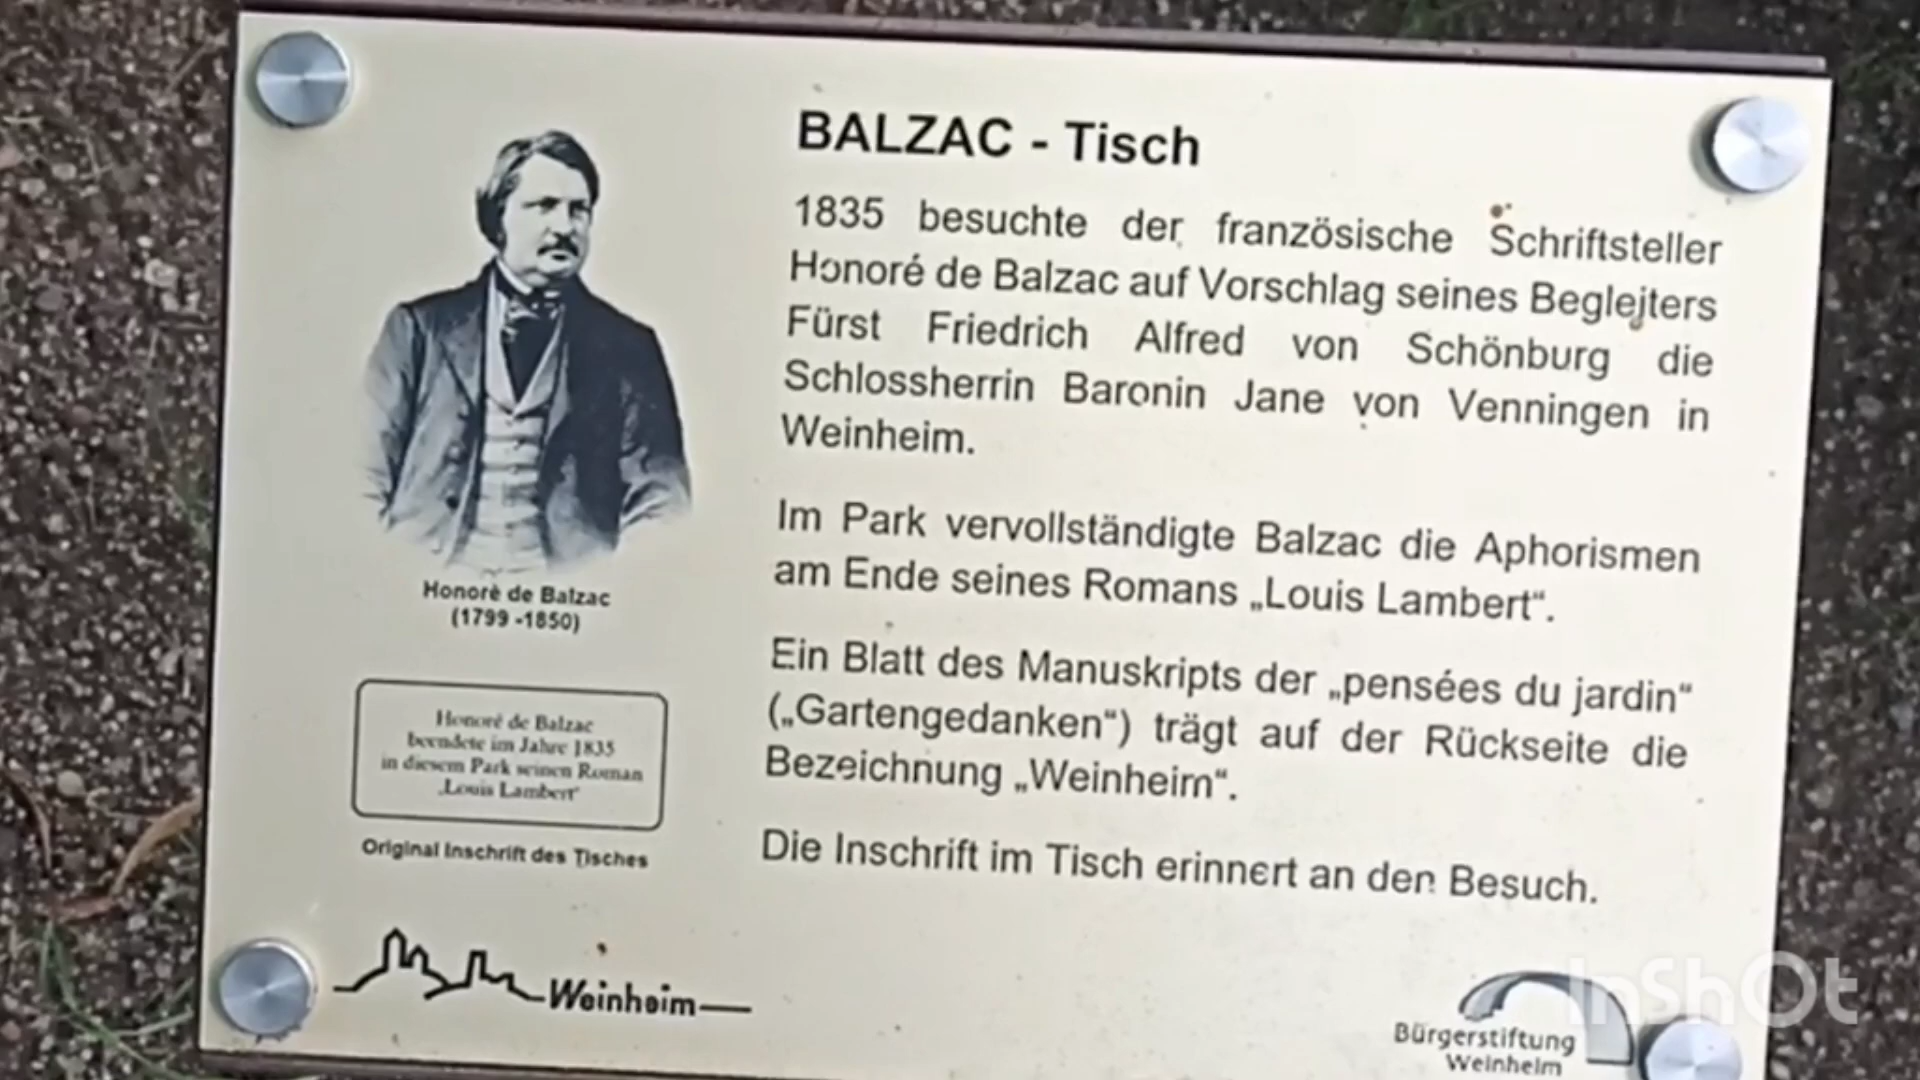 BALZAC - Tisch
1835 besuchte der französische Schriftsteller
Honoré de Balzac auf Vorschlag seines Begleiters
Fürst Friedrich Alfred von Schönburg die
Schlossherrin Baronin Jane von Venningen in
Weinheim.
Im Park vervollständigte Balzac die Aphorismen
am Ende seines Romans „Louis Lambert“.
Ein Blatt des Manuskripts der „pensées du jardin“
(„Gartengedanken“) trägt auf der Rückseite die
Bezeichnung „Weinheim“.
Die Inschrift im Tisch erinnert an den Besuch.
Honorè de Balzac
(1799 -1850)
Honoré de Balzac
beendete im Jahre 1835
in diesem Park seinen Roman
‚Louis Lambert‘
Original Inschrift des Tisches
Weinheim
Bürgerstiftung
Weinheim
InShOt